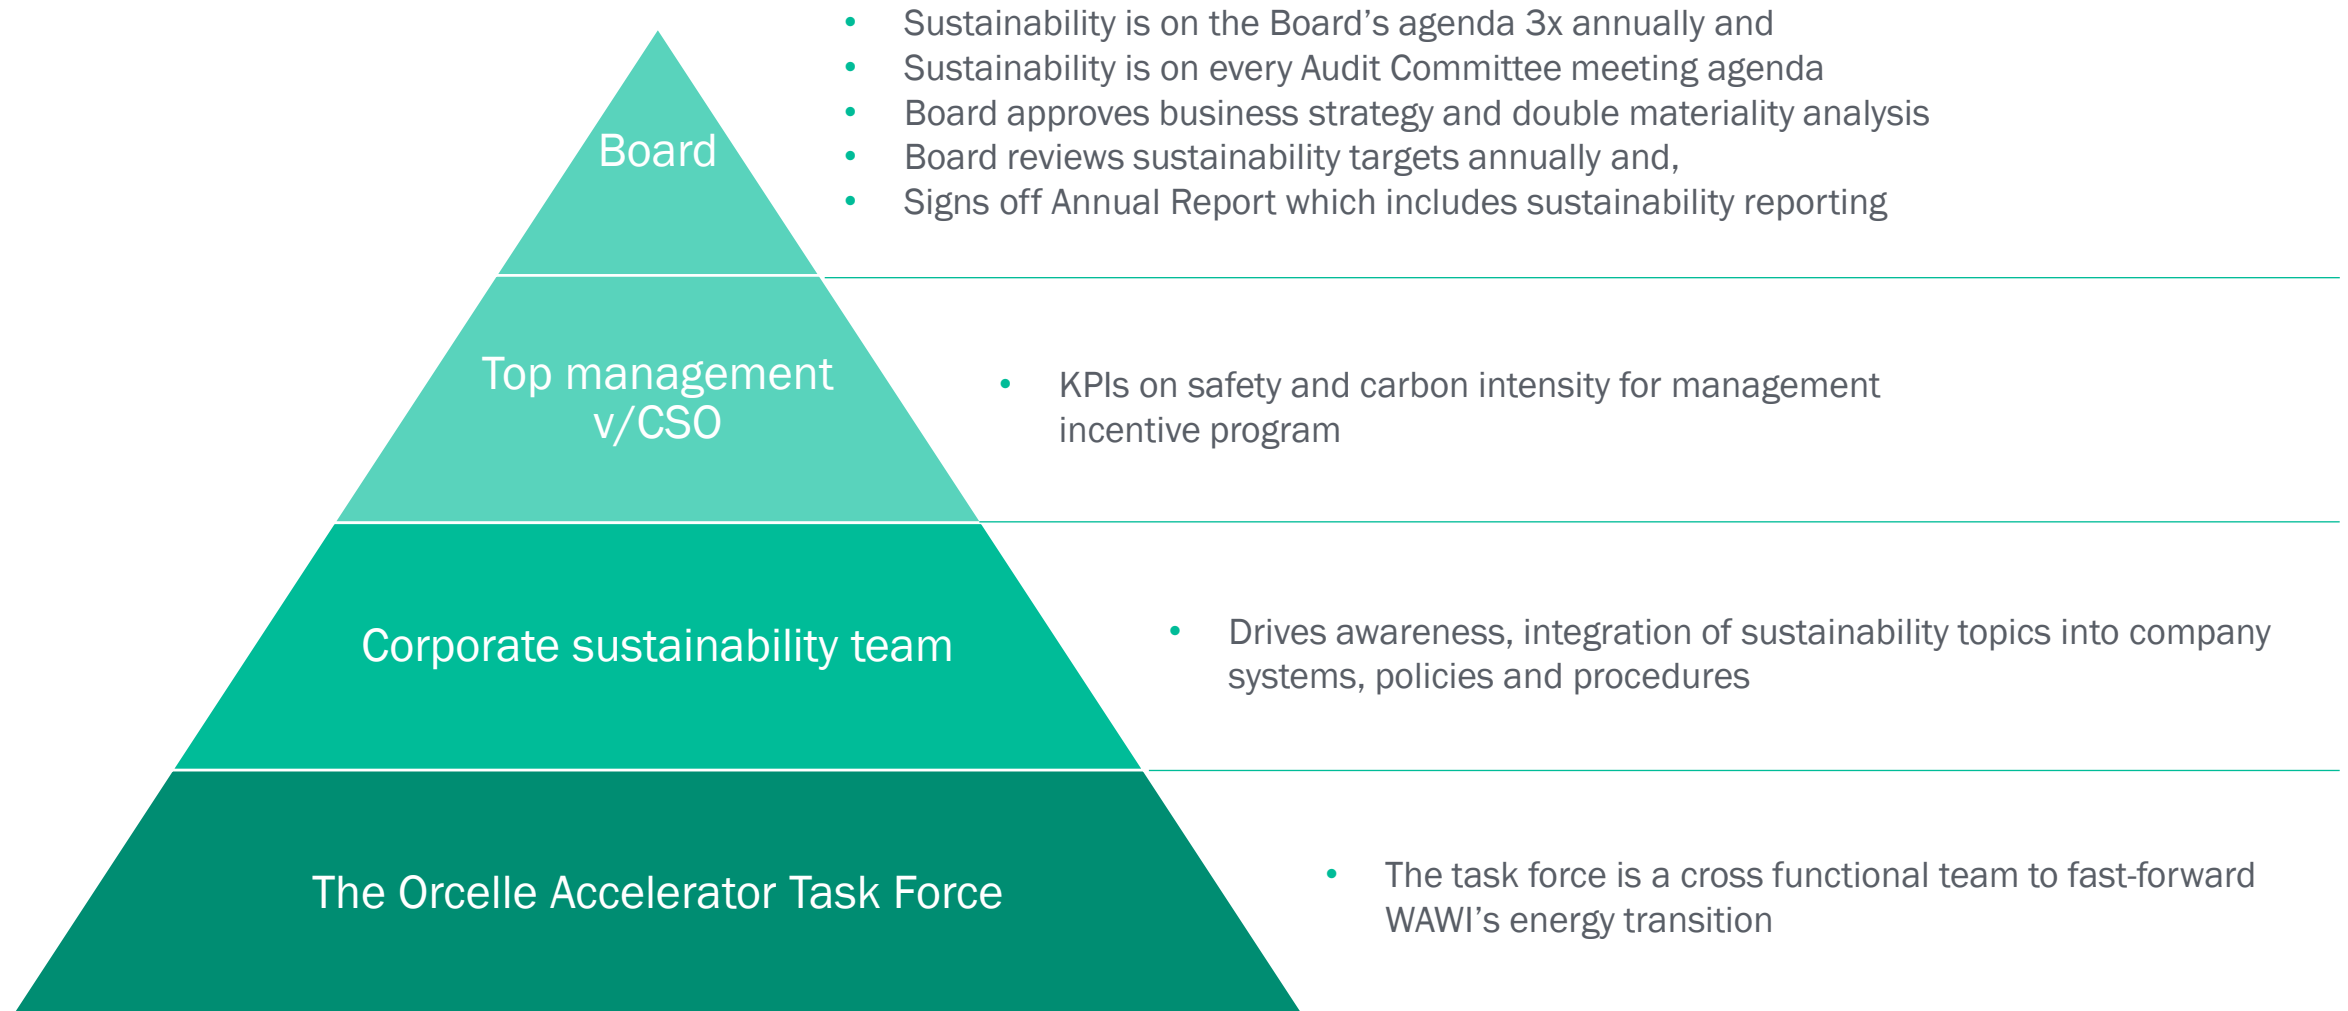 • Sustainability is on the Board’s agenda 3x annually and
• Sustainability is on every Audit Committee meeting agenda
• Board approves business strategy and double materiality analysis
• Board reviews sustainability targets annually and,
• Signs off Annual Report which includes sustainability reporting
Board
Top management
v/CSO
• KPIs on safety and carbon intensity for management
incentive program
Corporate sustainability team
• Drives awareness, integration of sustainability topics into company
systems, policies and procedures
The Orcelle Accelerator Task Force
• The task force is a cross functional team to fast-forward
WAWI’s energy transition